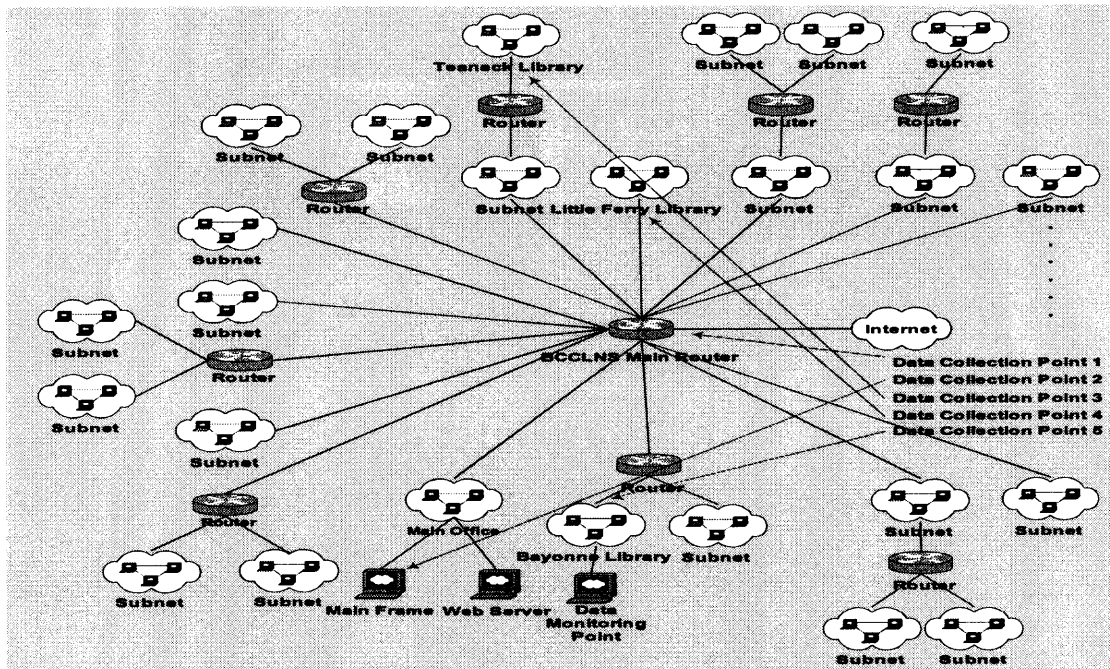 Teaneck Library
Subnet
Subnet
Subnet
Router
Router
Router
Subnet
Subnet
Router
Subnet
Little Ferry Library
Subnet
Subnet
Subnet
Subnet
Subnet
Internet
BCCLNS Main Router
Subnet
Router
Data Collection Point 1
Data Collection Point 2
Data Collection Point 3
Data Collection Point 4
Data Collection Point 5
Subnet
Subnet
Router
Router
Main Office
Subnet
Subnet
Bayonne Library
Subnet
Router
Subnet
Subnet
Main Frame
Web Server
Data
Monitoring
Point
Subnet
Subnet